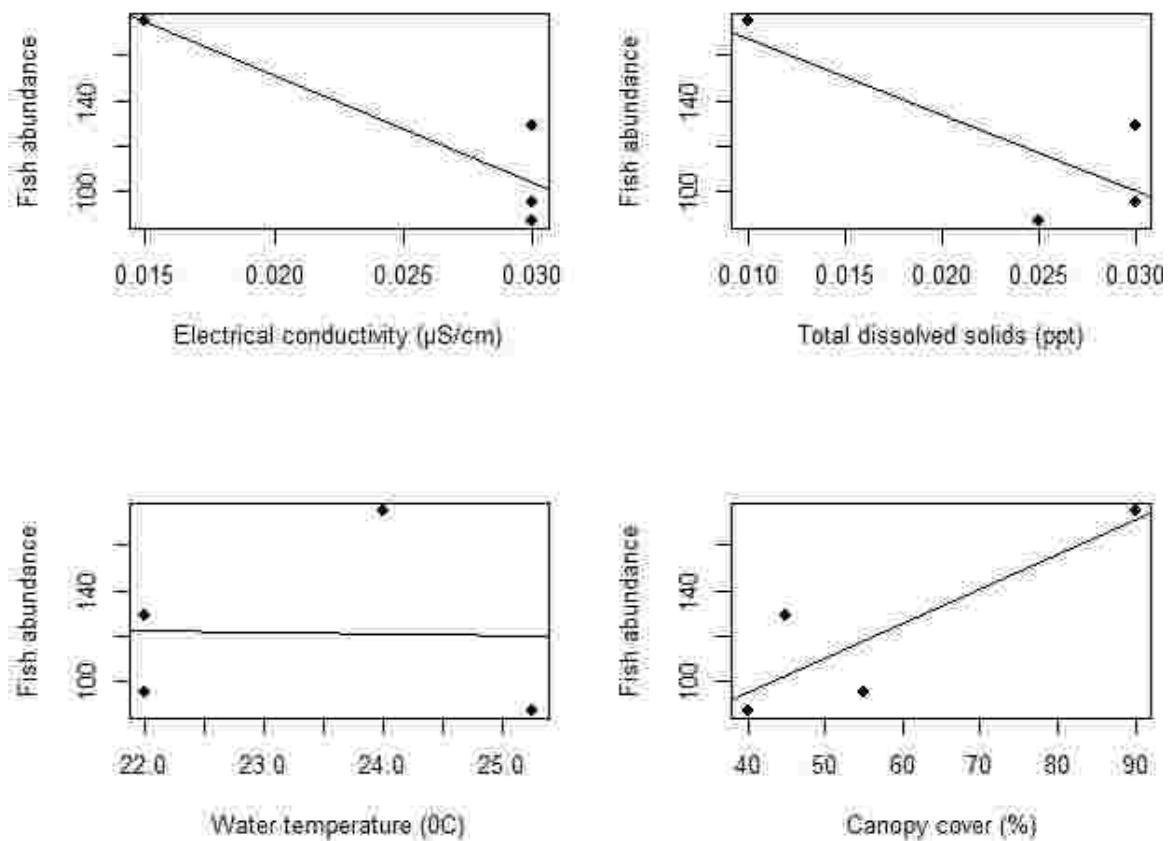 Fish abundance
140
100
0.015 0.020 0.025 0.030
Electrical conductivity (µS/cm)
Fish abundance
140
100
0.010 0.015 0.020 0.025 0.030
Total dissolved solids (ppt)
Fish abundance
140
100
22.0 23.0 24.0 25.0
Water temperature (0C)
Fish abundance
140
100
40 50 60 70 80 90
Canopy cover (%)